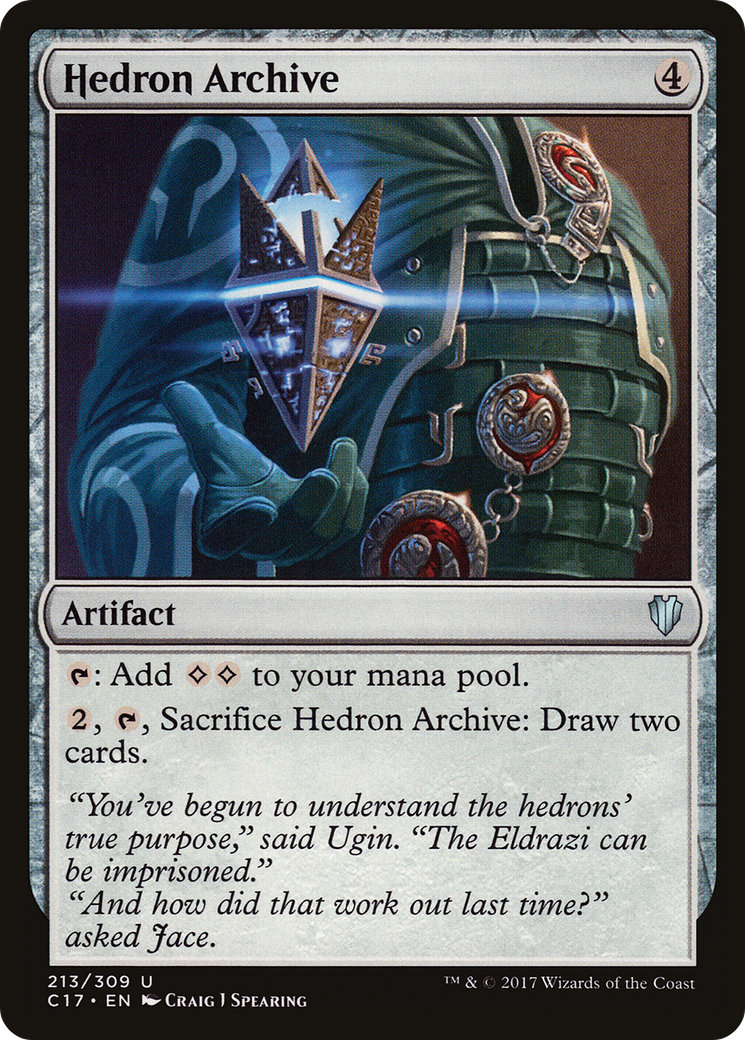 Hedron Archive 4
Artifact
: Add to your mana pool.
2, , Sacrifice Hedron Archive: Draw two
cards.
“You’ve begun to understand the hedrons’
true purpose,” said Ugin. “The Eldrazi can
be imprisoned.”
“And how did that work out last time?”
asked Jace.
213/309 U
C17 • EN Craig J Spearing
™ & © 2017 Wizards of the Coast